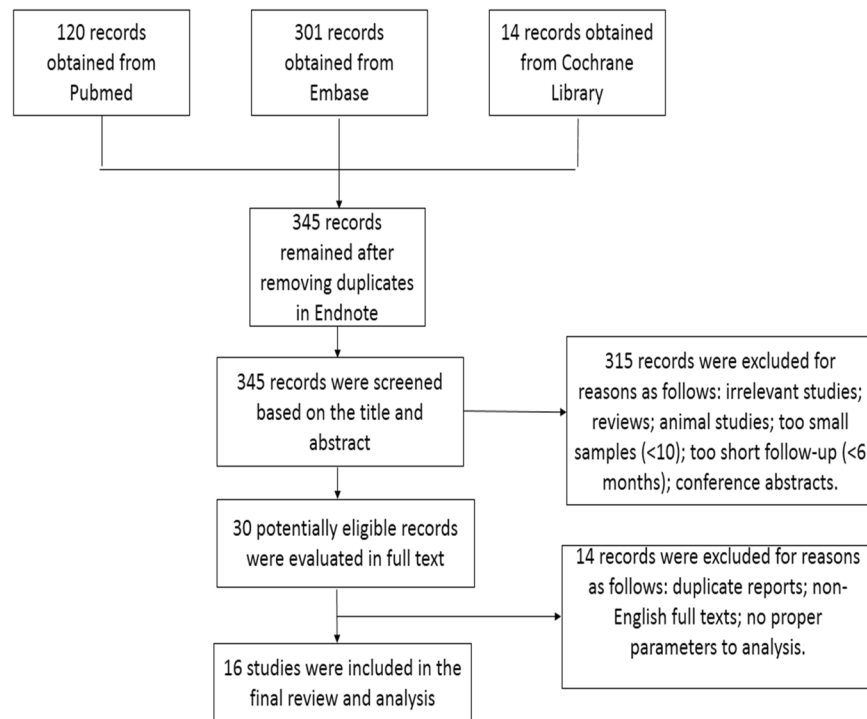 120 records
obtained from
Pubmed
301 records
obtained from
Embase
14 records obtained
from Cochrane
Library
345 records
remained after
removing duplicates
in Endnote
345 records were screened
based on the title and
abstract
315 records were excluded for
reasons as follows: irrelevant studies;
reviews; animal studies; too small
samples (<10); too short follow-up (<6
months); conference abstracts.
30 potentially eligible records
were evaluated in full text
14 records were excluded for reasons
as follows: duplicate reports; non-
English full texts; no proper
parameters to analysis.
16 studies were included in the
final review and analysis